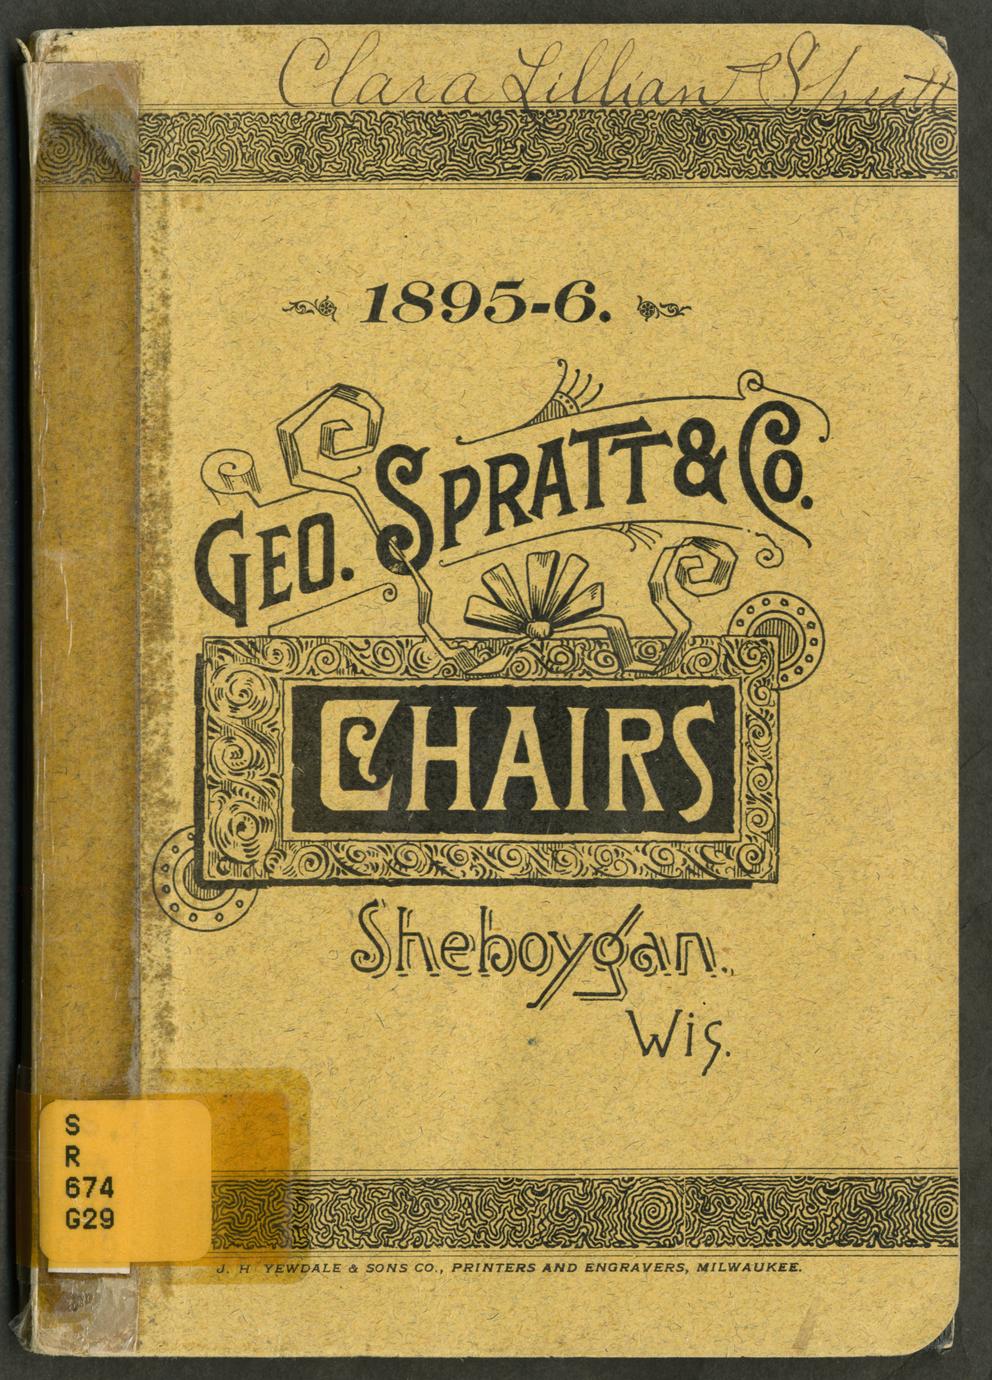 Clara Lillian Spratt
1895-6.
GEO. SPRATT & Co.
CHAIRS
Sheboygan.
Wis.
S
R
674
G29
J. H YEWDALE & SONS CO., PRINTERS AND ENGRAVERS, MILWAUKEE.